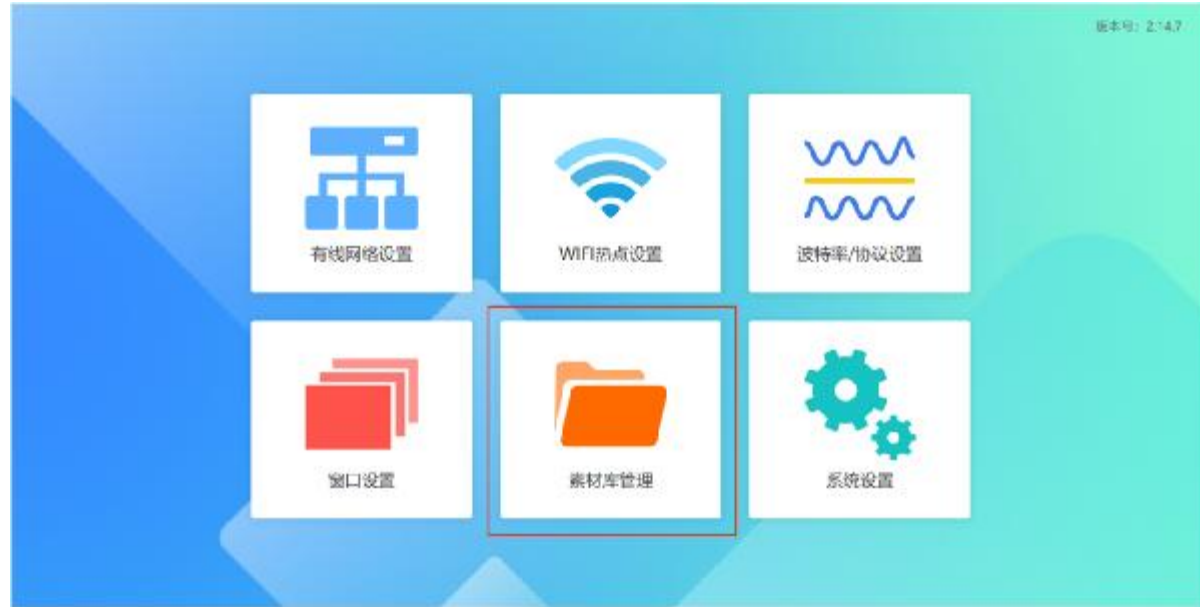 版本号：2.14.7
有线网络设置
WIFI热点设置
波特率/协议设置
窗口设置
素材库管理
系统设置